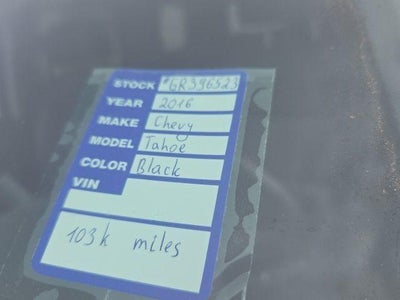 STOCK #GR396523
YEAR 2016
MAKE Chevy
MODEL Tahoe
COLOR Black
VIN
103k miles